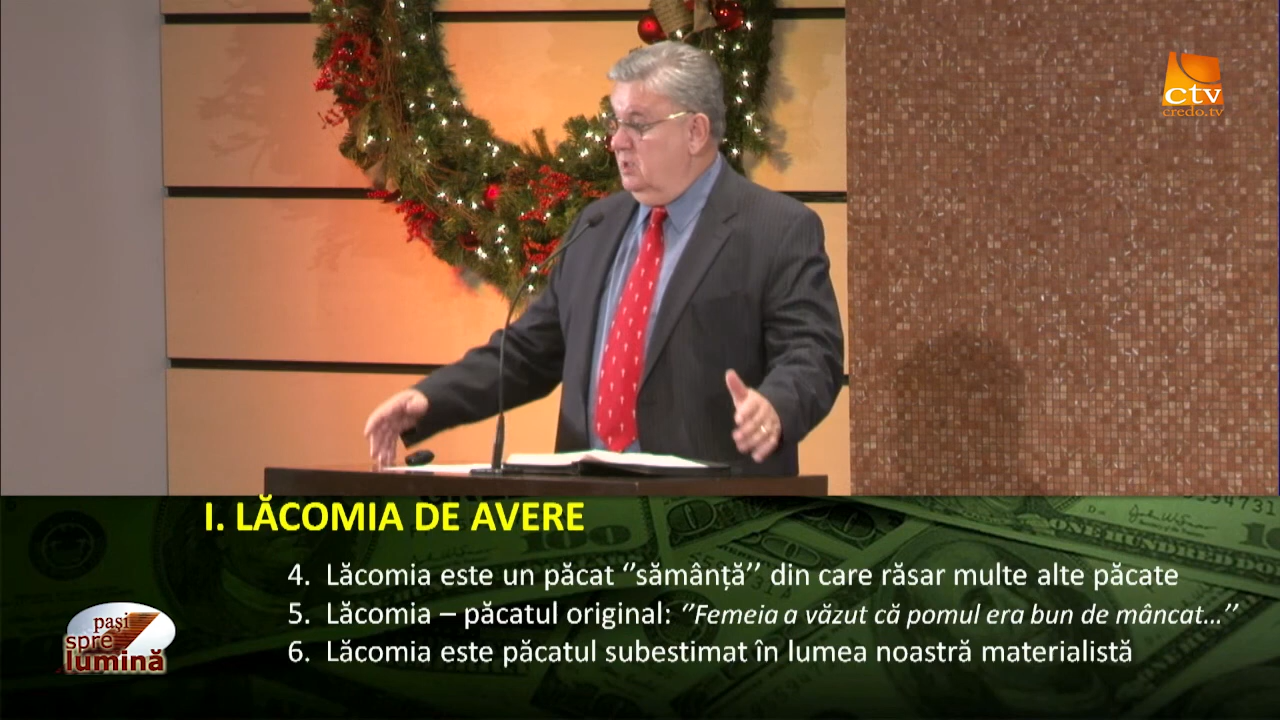 ctv
credo.tv
I. LĂCOMIA DE AVERE
4. Lăcomia este un păcat ‘’sămânță’’ din care răsar multe alte păcate
5. Lăcomia – păcatul original: ‘’Femeia a văzut că pomul era bun de mâncat...’’
6. Lăcomia este păcatul subestimat în lumea noastră materialistă
pași
spre
lumină
100